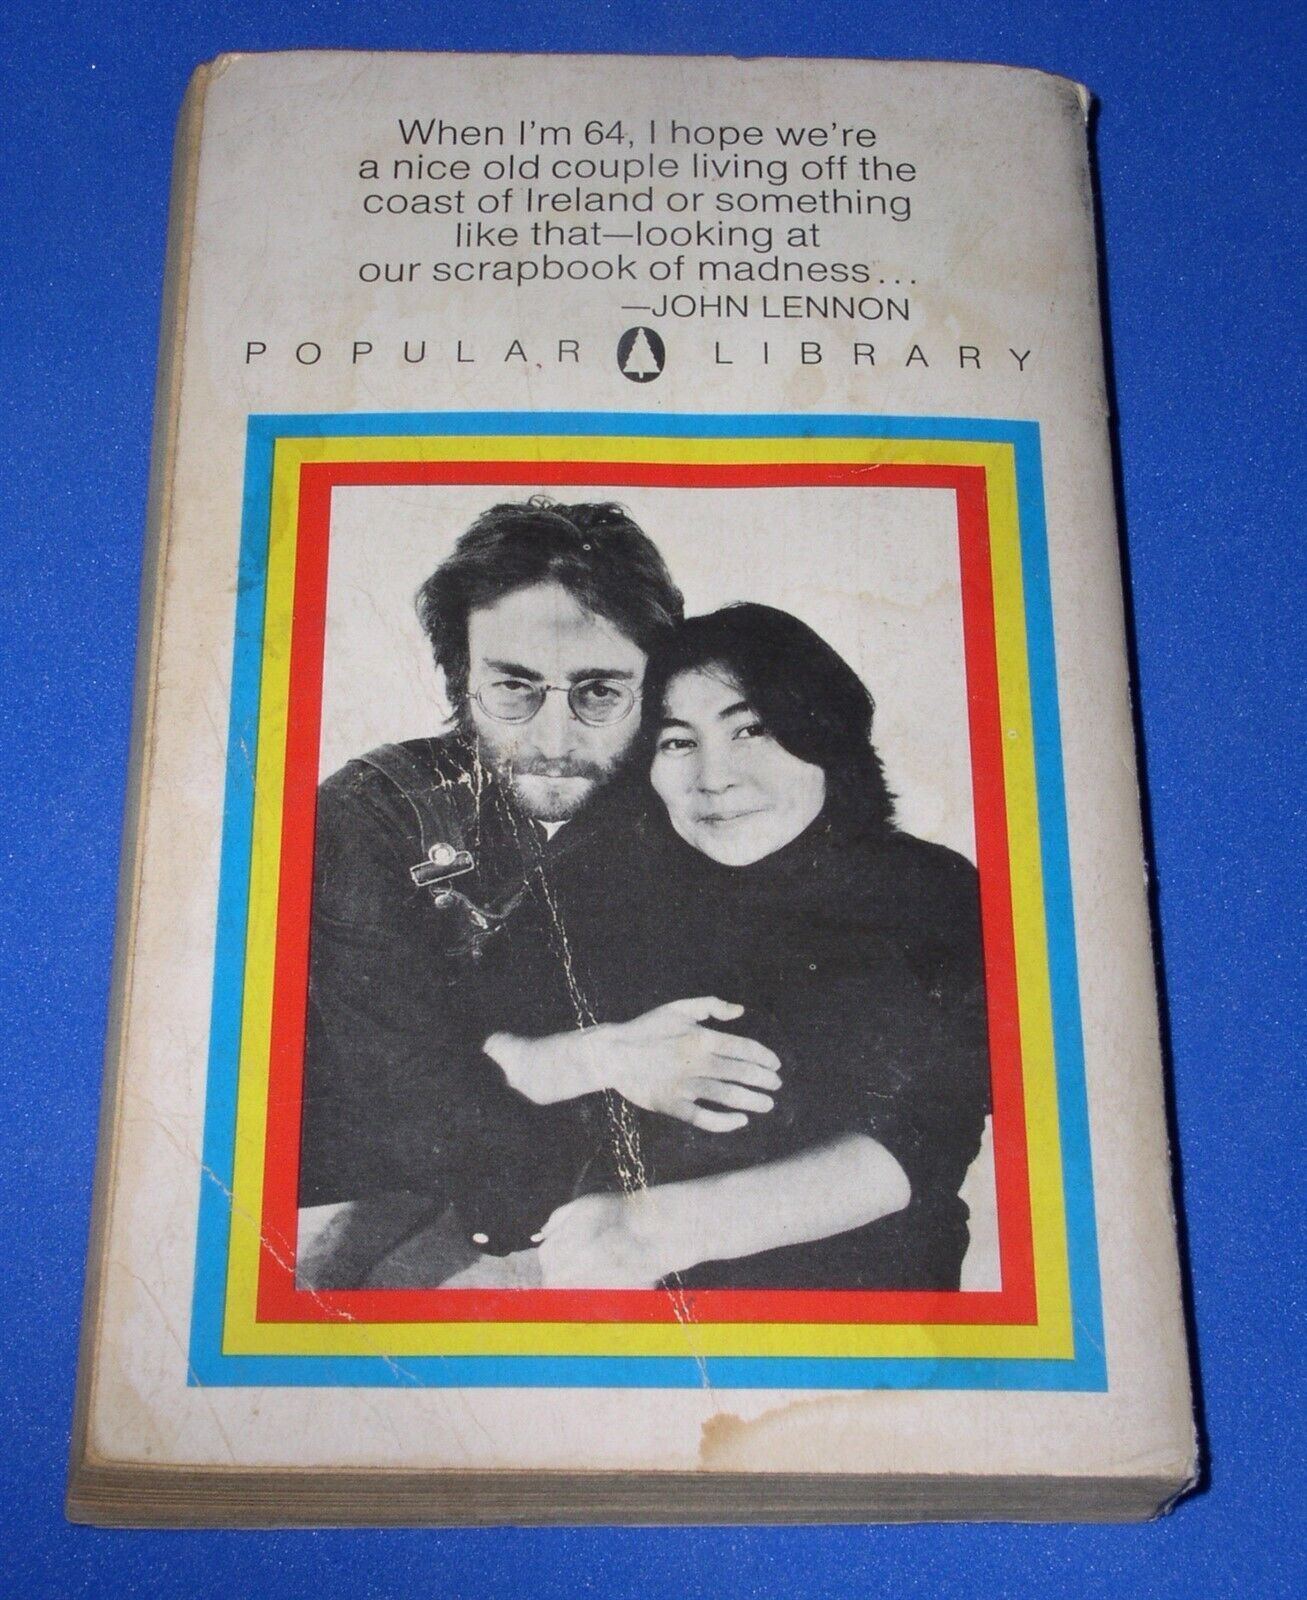 When I'm 64, I hope we're
a nice old couple living off the
coast of Ireland or something
like that—looking at
our scrapbook of madness...
—JOHN LENNON
POPULAR LIBRARY